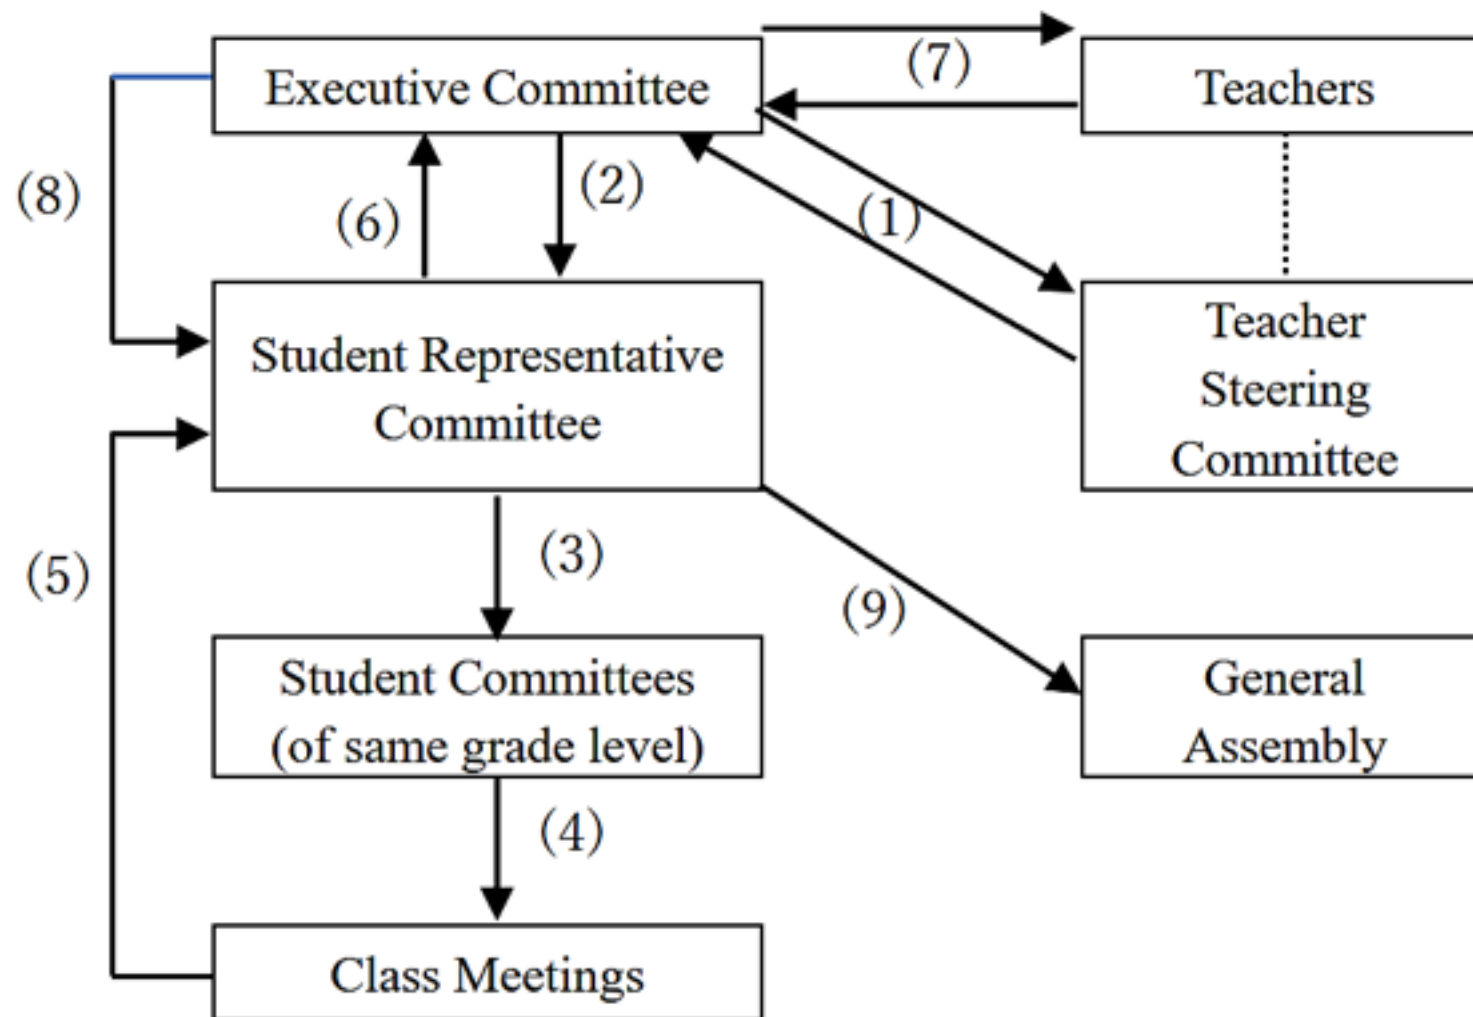 Executive Committee
(7)
Teachers
(8)
(6)
(2)
(1)
Student Representative
Committee
Teacher
Steering
Committee
(5)
(3)
(9)
Student Committees
(of same grade level)
General
Assembly
(4)
Class Meetings